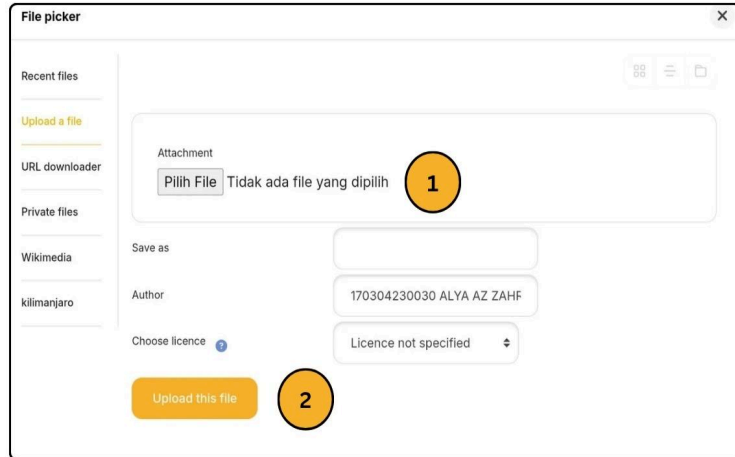 File picker
×
Recent files
Upload a file
URL downloader
Private files
Wikimedia
kilimanjaro
Attachment
Pilih File Tidak ada file yang dipilih
1
Save as
Author 170304230030 ALYA AZ ZAHR
Choose licence ? Licence not specified
Upload this file
2